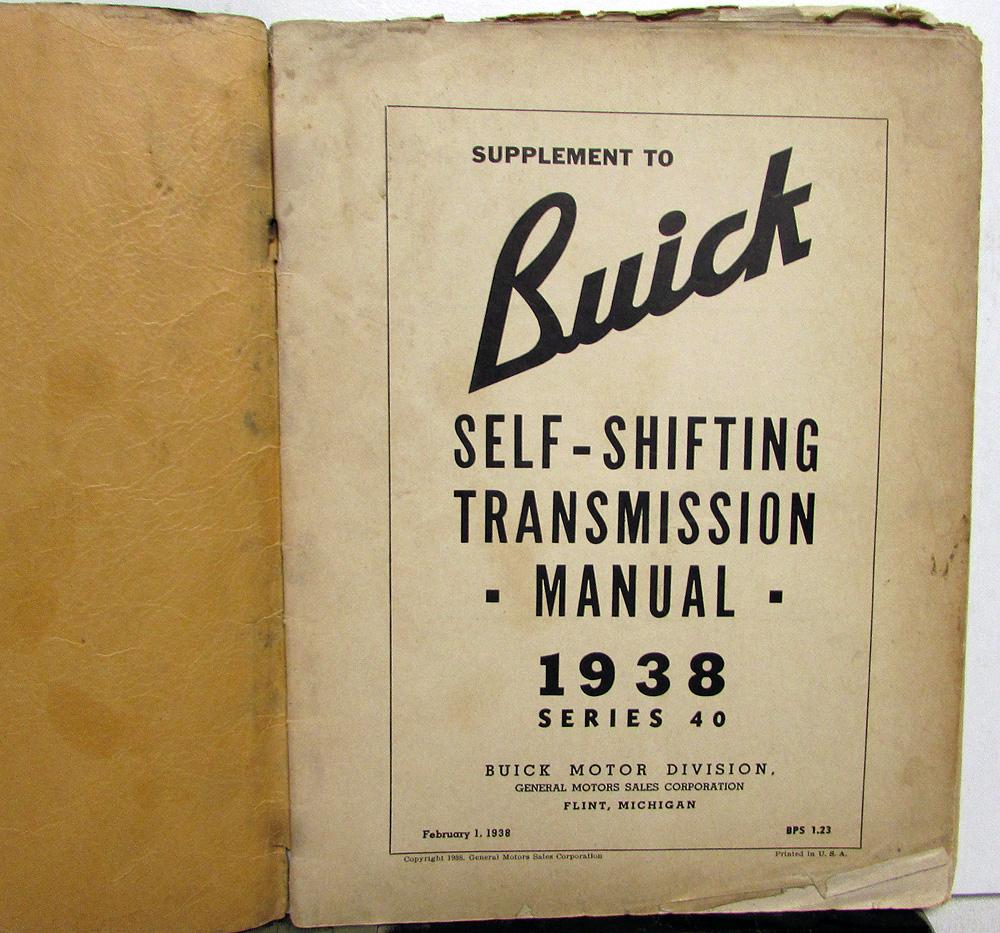 SUPPLEMENT TO
Buick
SELF-SHIFTING
TRANSMISSION
▪ MANUAL ▪
1938
SERIES 40
BUICK MOTOR DIVISION,
GENERAL MOTORS SALES CORPORATION
FLINT, MICHIGAN
February 1, 1938
BPS 1.23
Copyright 1938. General Motors Sales Corporation
Printed in U. S. A.